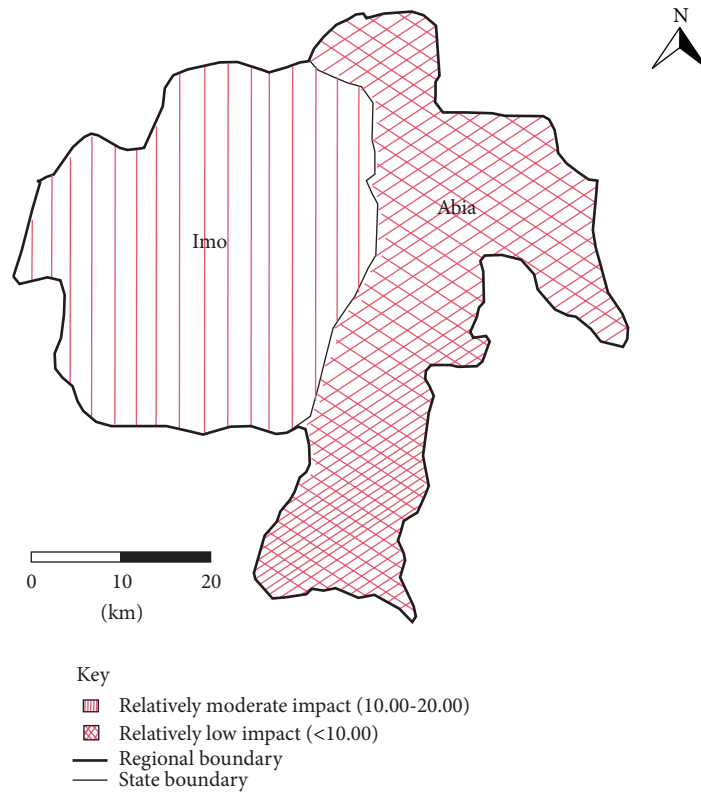 N
Abia
Imo
0 10 20
(km)
Key
Relatively moderate impact (10.00-20.00)
Relatively low impact (<10.00)
Regional boundary
State boundary